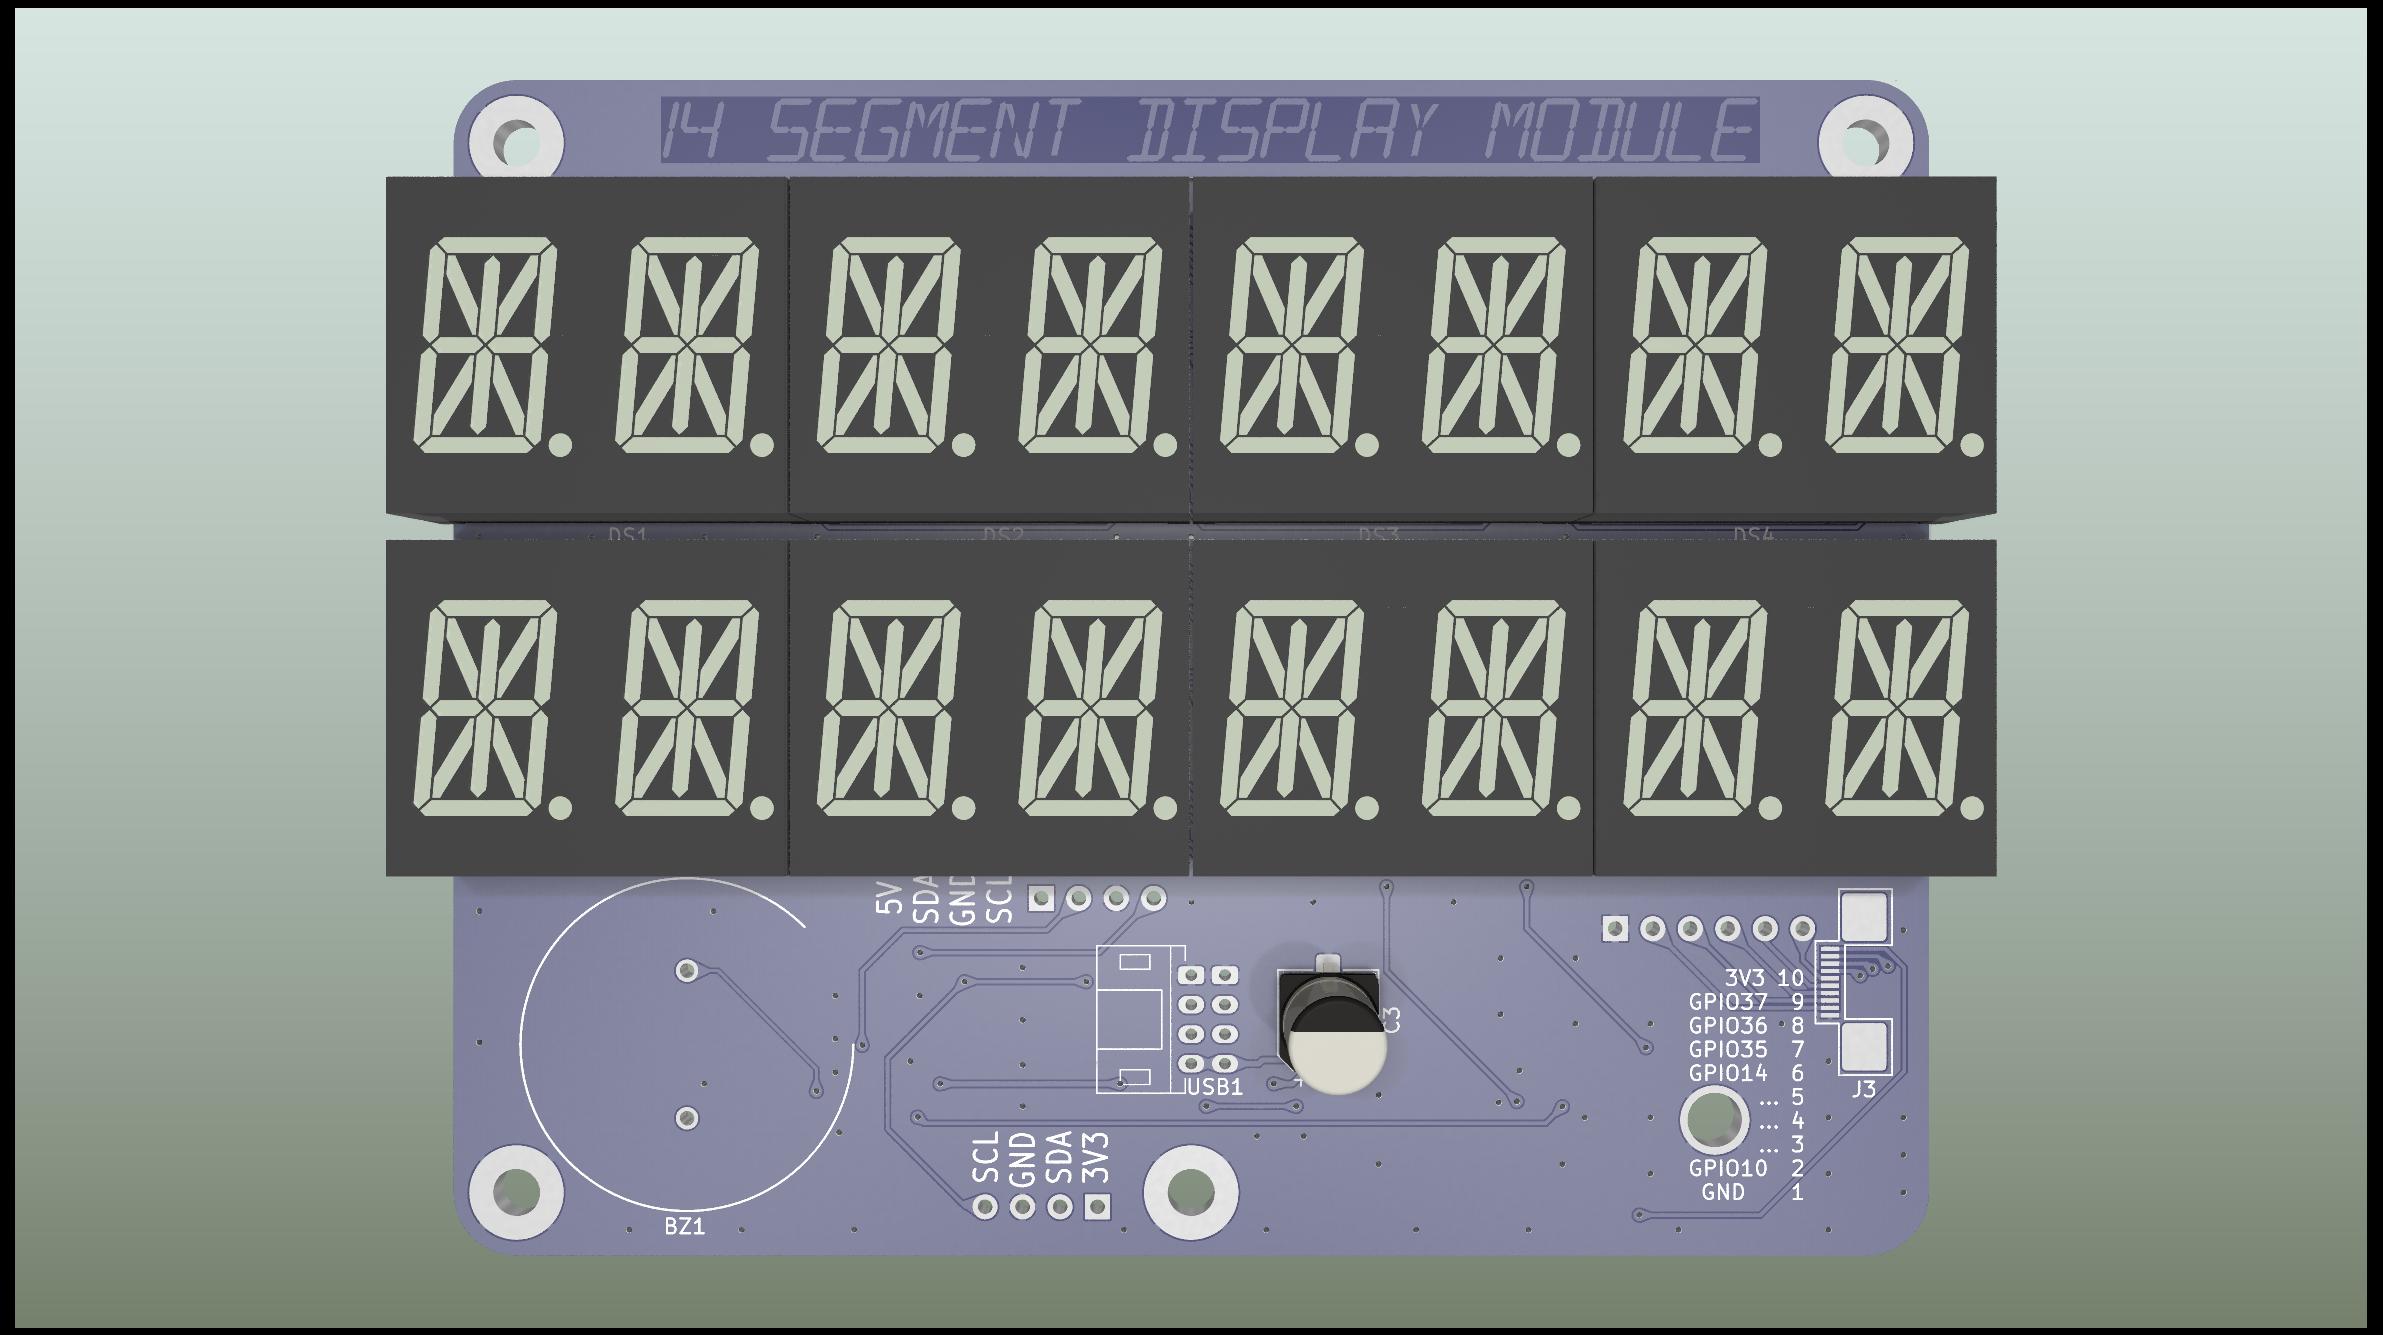 14 SEGMENT DISPLAY MODULE
DS1 DS2 DS3 DS4
5V
SDA
GND
SCL
3V3 10
GPIO37 9
GPIO36 8
GPIO35 7
GPIO14 6
... 5
... 4
... 3
GPIO10 2
GND 1
J3
C3
USB1
SCL
GND
SDA
3V3
BZ1